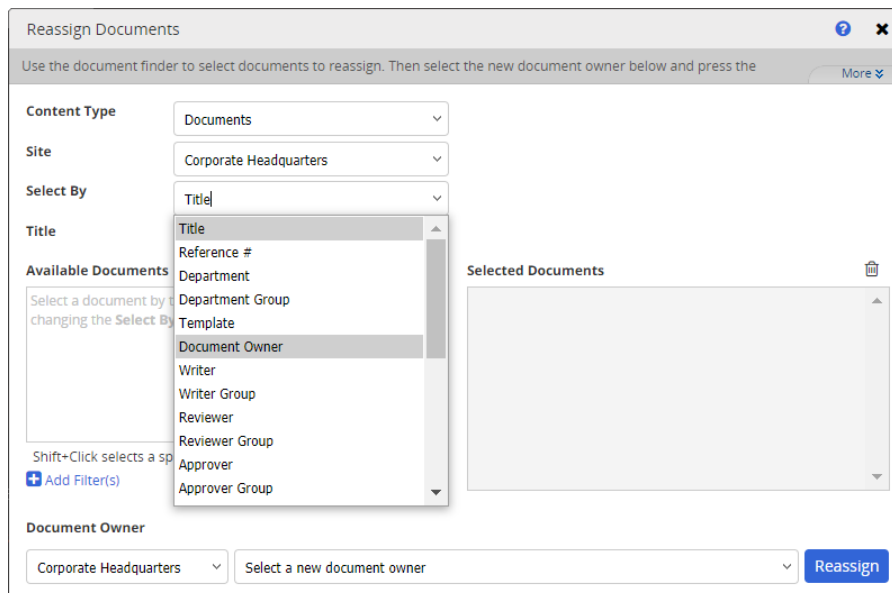 Reassign Documents
Use the document finder to select documents to reassign. Then select the new document owner below and press the
More
Content Type
Documents
Site
Corporate Headquarters
Select By
Title
Title
Title
Reference #
Department
Department Group
Template
Document Owner
Writer
Writer Group
Reviewer
Reviewer Group
Approver
Approver Group
Available Documents
Select a document by t
changing the Select By
Shift+Click selects a sp
Add Filter(s)
Selected Documents
Document Owner
Corporate Headquarters
Select a new document owner
Reassign